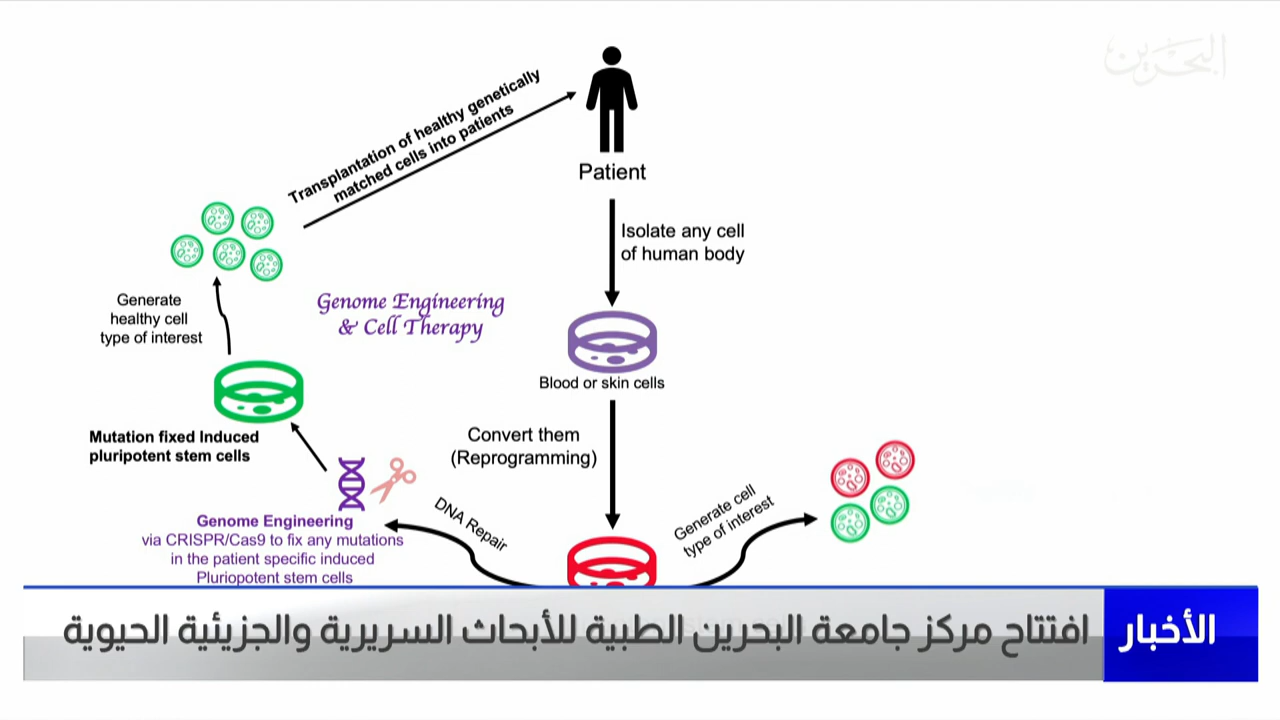 البحرين
Transplantation of healthy genetically
matched cells into patients
Patient
Isolate any cell
of human body
Generate
healthy cell
type of interest
Genome Engineering
& Cell Therapy
Blood or skin cells
Mutation fixed Induced
pluripotent stem cells
Convert them
(Reprogramming)
DNA Repair
Generate cell
type of interest
Genome Engineering
via CRISPR/Cas9 to fix any mutations
in the patient specific induced
Pluriopotent stem cells
الأخبار
افتتاح مركز جامعة البحرين الطبية للأبحاث السريرية والجزيئية الحيوية